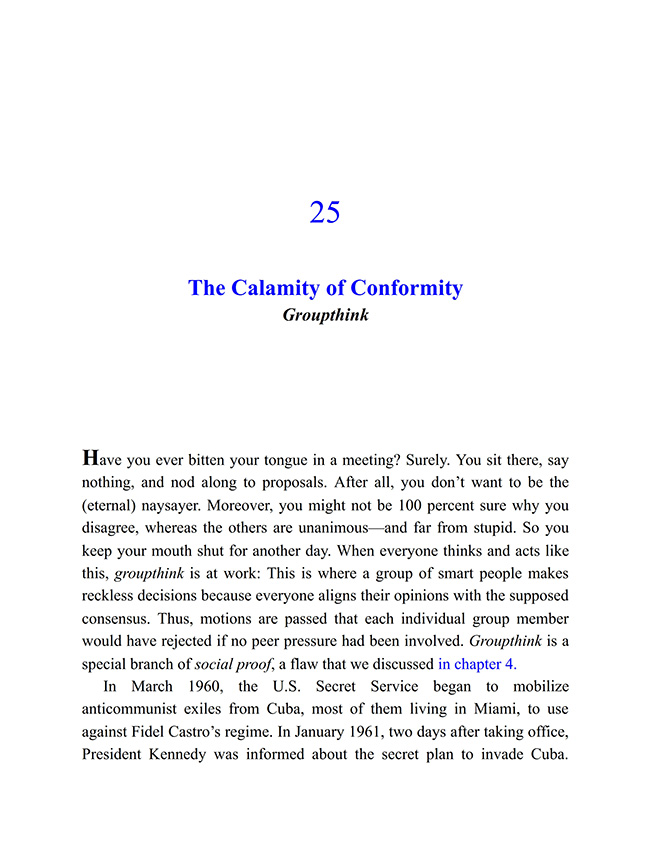 25
The Calamity of Conformity
Groupthink
Have you ever bitten your tongue in a meeting? Surely. You sit there, say
nothing, and nod along to proposals. After all, you don’t want to be the
(eternal) naysayer. Moreover, you might not be 100 percent sure why you
disagree, whereas the others are unanimous—and far from stupid. So you
keep your mouth shut for another day. When everyone thinks and acts like
this, groupthink is at work: This is where a group of smart people makes
reckless decisions because everyone aligns their opinions with the supposed
consensus. Thus, motions are passed that each individual group member
would have rejected if no peer pressure had been involved. Groupthink is a
special branch of social proof, a flaw that we discussed in chapter 4.
In March 1960, the U.S. Secret Service began to mobilize
anticommunist exiles from Cuba, most of them living in Miami, to use
against Fidel Castro’s regime. In January 1961, two days after taking office,
President Kennedy was informed about the secret plan to invade Cuba.